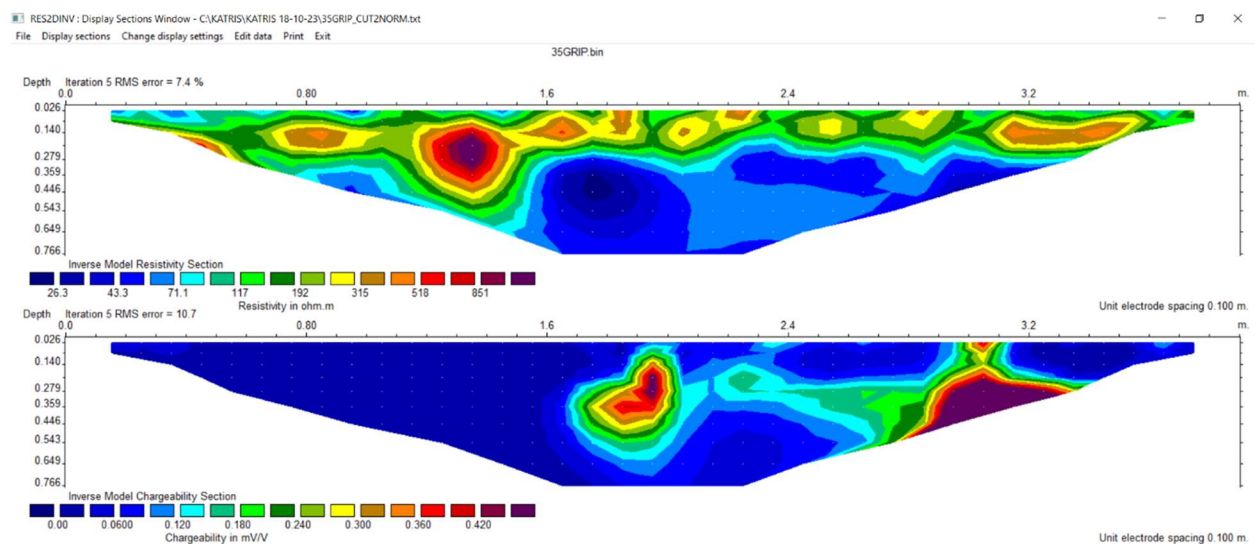 RES2DINV : Display Sections Window - C:\KATRIS\KATRIS 18-10-23\35GRIP_CUT2NORM.txt
File Display sections Change display settings Edit data Print Exit
35GRIP.bin
Depth Iteration 5 RMS error = 7.4 %
0.0 0.80 1.6 2.4 3.2 m.
0.026
0.140
0.279
0.359
0.446
0.543
0.649
0.766
Inverse Model Resistivity Section
26.3 43.3 71.1 117 192 315 518 851
Resistivity in ohm.m
Unit electrode spacing 0.100 m.
Depth Iteration 5 RMS error = 10.7
0.0 0.80 1.6 2.4 3.2 m.
0.026
0.140
0.279
0.359
0.446
0.543
0.649
0.766
Inverse Model Chargeability Section
0.00 0.0600 0.120 0.180 0.240 0.300 0.360 0.420
Chargeability in mV/V
Unit electrode spacing 0.100 m.